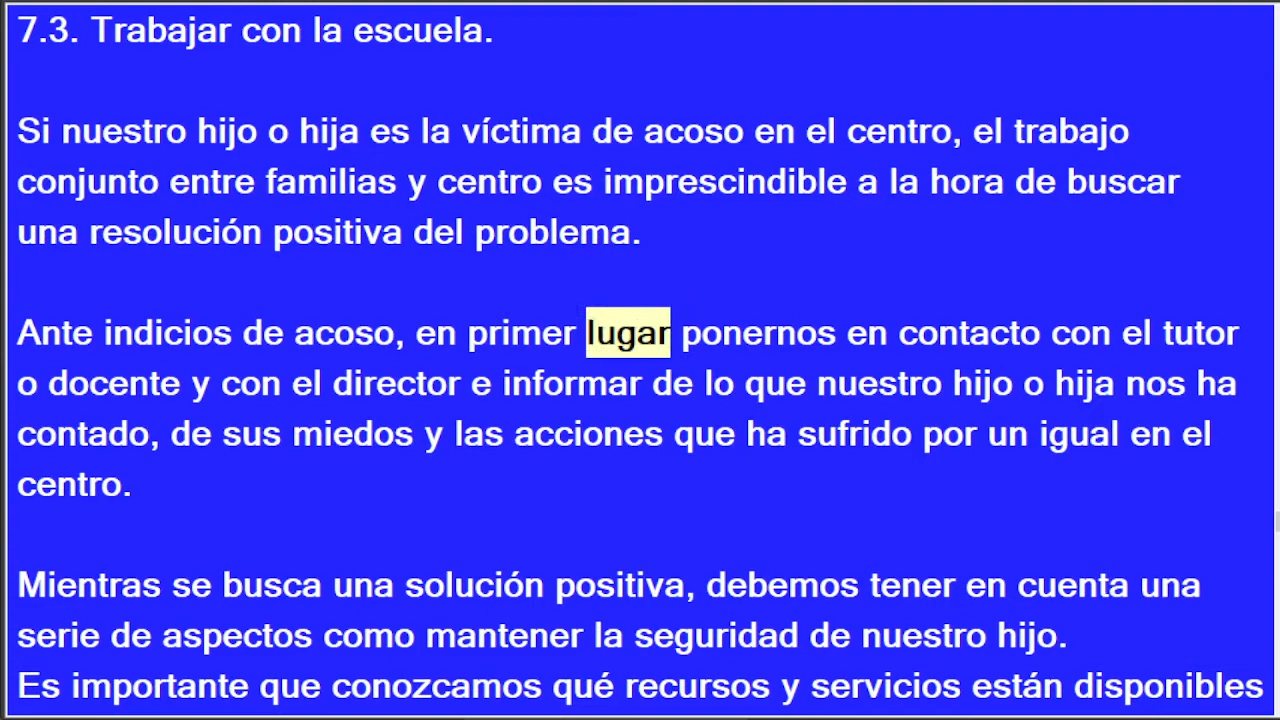 7.3. Trabajar con la escuela.
Si nuestro hijo o hija es la víctima de acoso en el centro, el trabajo
conjunto entre familias y centro es imprescindible a la hora de buscar
una resolución positiva del problema.
Ante indicios de acoso, en primer lugar ponernos en contacto con el tutor
o docente y con el director e informar de lo que nuestro hijo o hija nos ha
contado, de sus miedos y las acciones que ha sufrido por un igual en el
centro.
Mientras se busca una solución positiva, debemos tener en cuenta una
serie de aspectos como mantener la seguridad de nuestro hijo.
Es importante que conozcamos qué recursos y servicios están disponibles